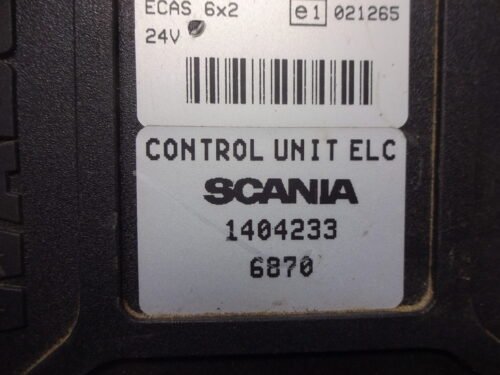 ECAS 6x2 e1 021265
24V
CONTROL UNIT ELC
SCANIA
1404233
6870